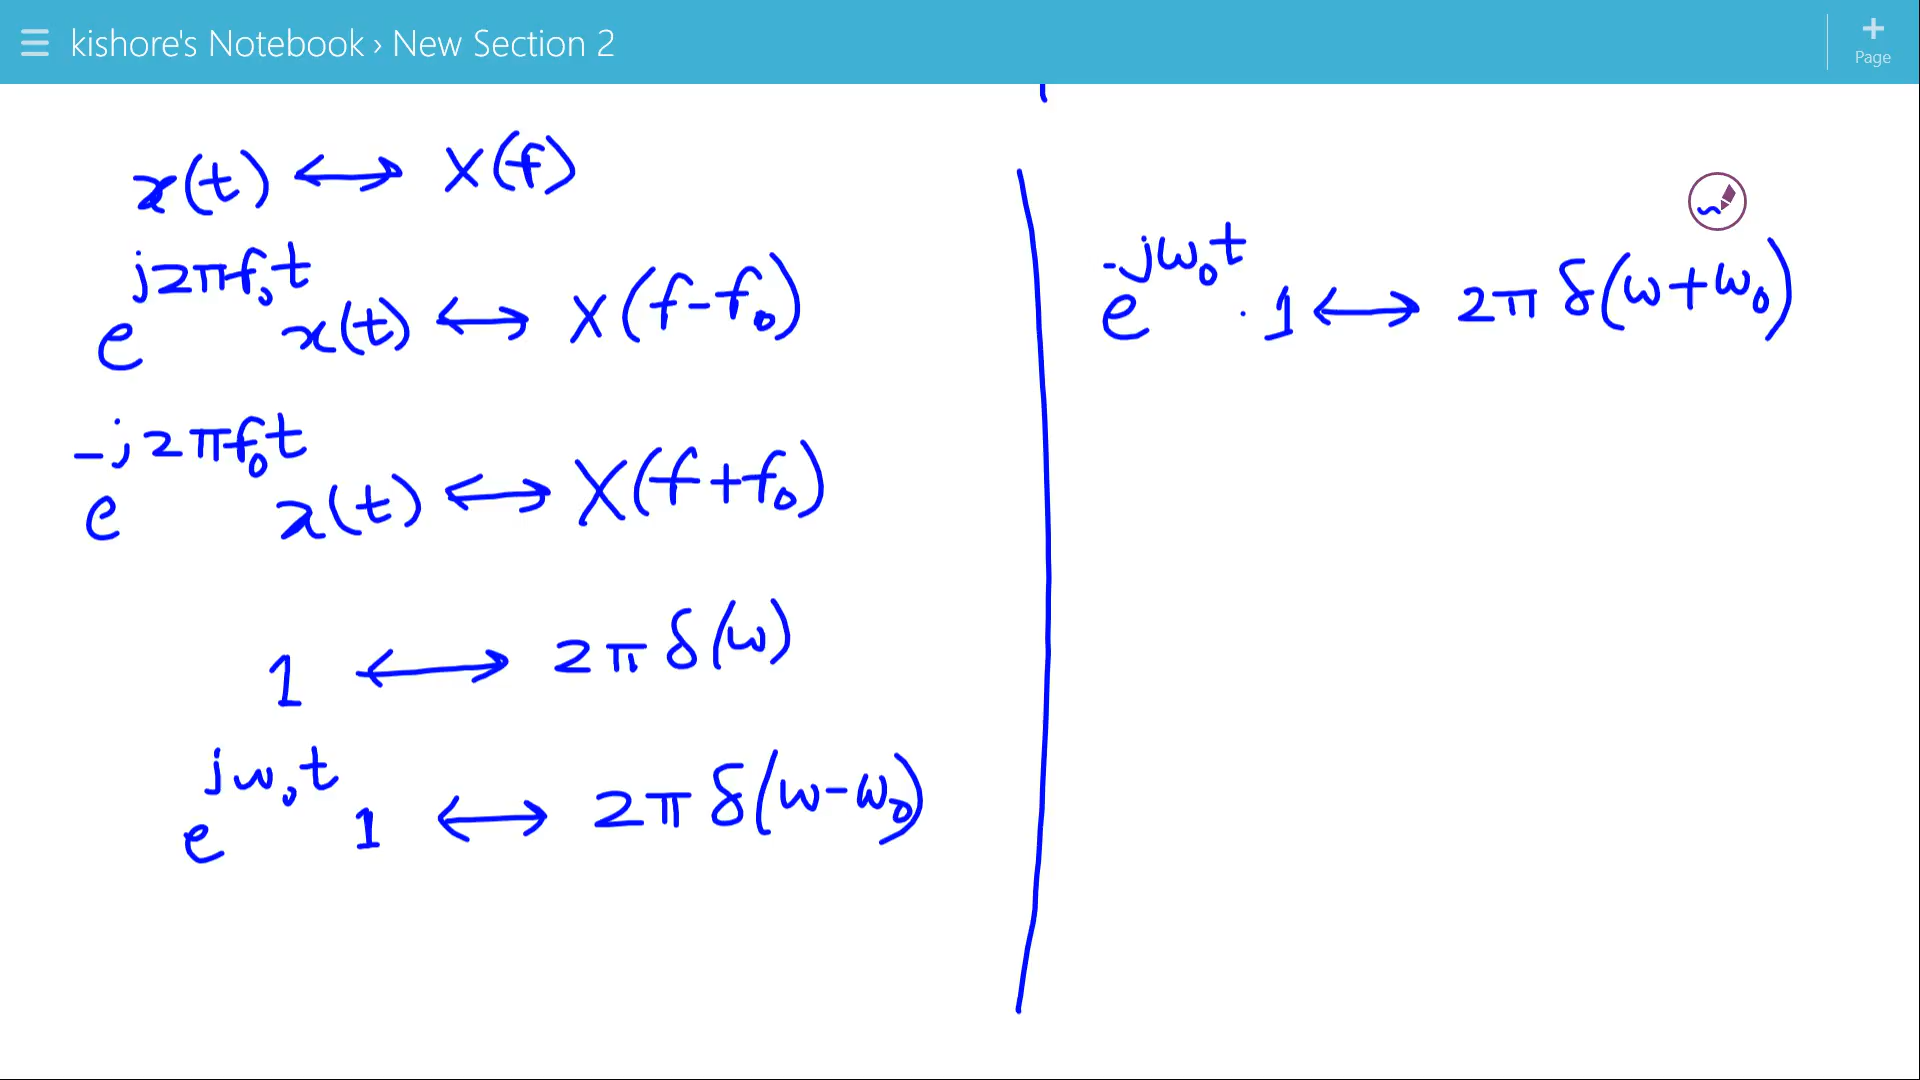 kishore's Notebook › New Section 2
+
Page
x(t) ⟷ X(f)
e^{j2πf₀t} x(t) ⟷ X(f-f₀)
e^{-j2πf₀t} x(t) ⟷ X(f+f₀)
1 ⟷ 2π δ(ω)
e^{jω₀t} 1 ⟷ 2π δ(ω-ω₀)
e^{-jω₀t} · 1 ⟷ 2π δ(ω+ω₀)